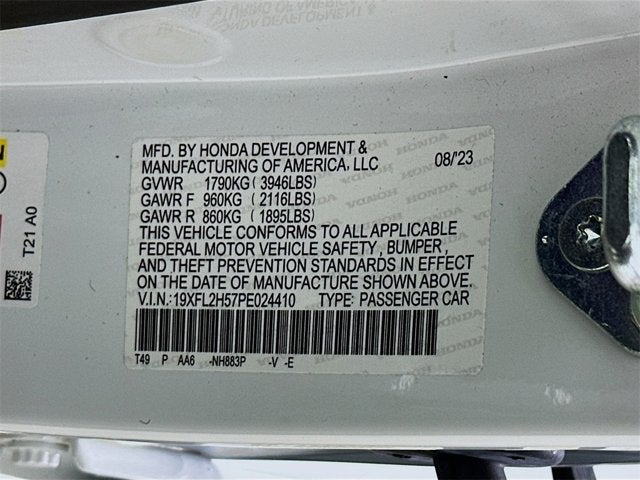 MFD. BY HONDA DEVELOPMENT &
MANUFACTURING OF AMERICA, LLC 08/'23
GVWR 1790KG ( 3946LBS)
GAWR F 960KG ( 2116LBS)
GAWR R 860KG ( 1895LBS)
THIS VEHICLE CONFORMS TO ALL APPLICABLE
FEDERAL MOTOR VEHICLE SAFETY , BUMPER ,
AND THEFT PREVENTION STANDARDS IN EFFECT
ON THE DATE OF MANUFACTURE SHOWN ABOVE.
V.I.N.:19XFL2H57PE024410 TYPE: PASSENGER CAR
T49 P AA6 -NH883P -V -E
T21 A0